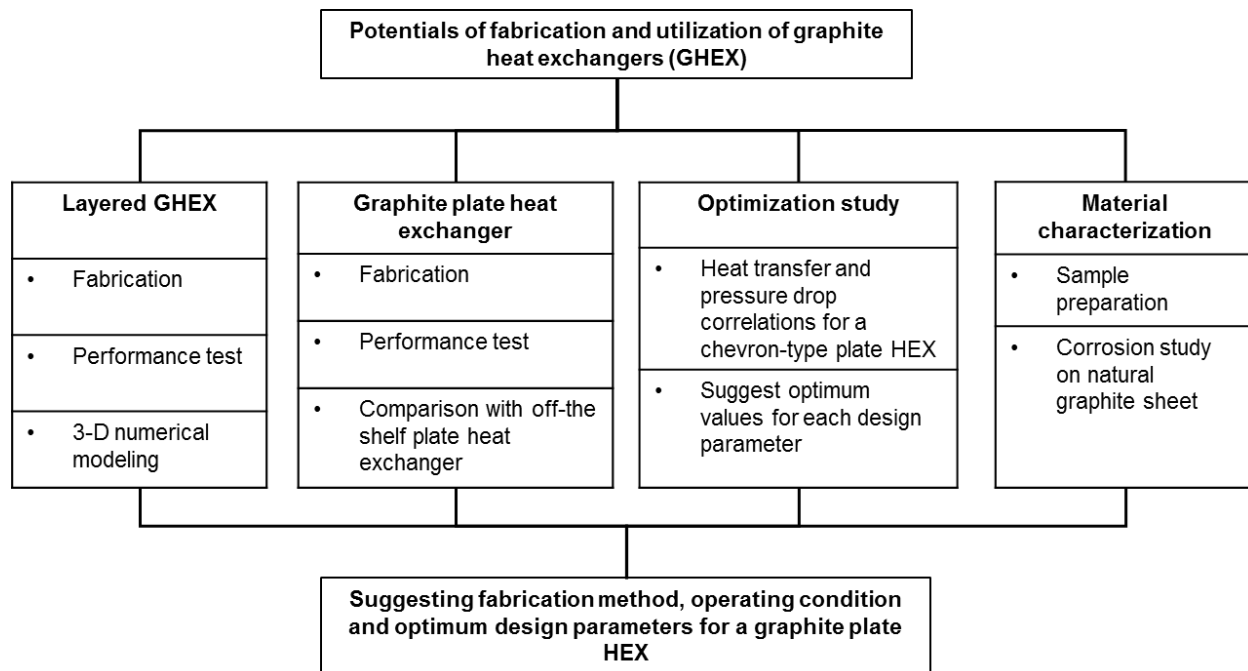 Potentials of fabrication and utilization of graphite
heat exchangers (GHEX)
Layered GHEX
• Fabrication
• Performance test
• 3-D numerical
modeling
Graphite plate heat
exchanger
• Fabrication
• Performance test
• Comparison with off-the
shelf plate heat
exchanger
Optimization study
• Heat transfer and
pressure drop
correlations for a
chevron-type plate HEX
• Suggest optimum
values for each design
parameter
Material
characterization
• Sample
preparation
• Corrosion study
on natural
graphite sheet
Suggesting fabrication method, operating condition
and optimum design parameters for a graphite plate
HEX